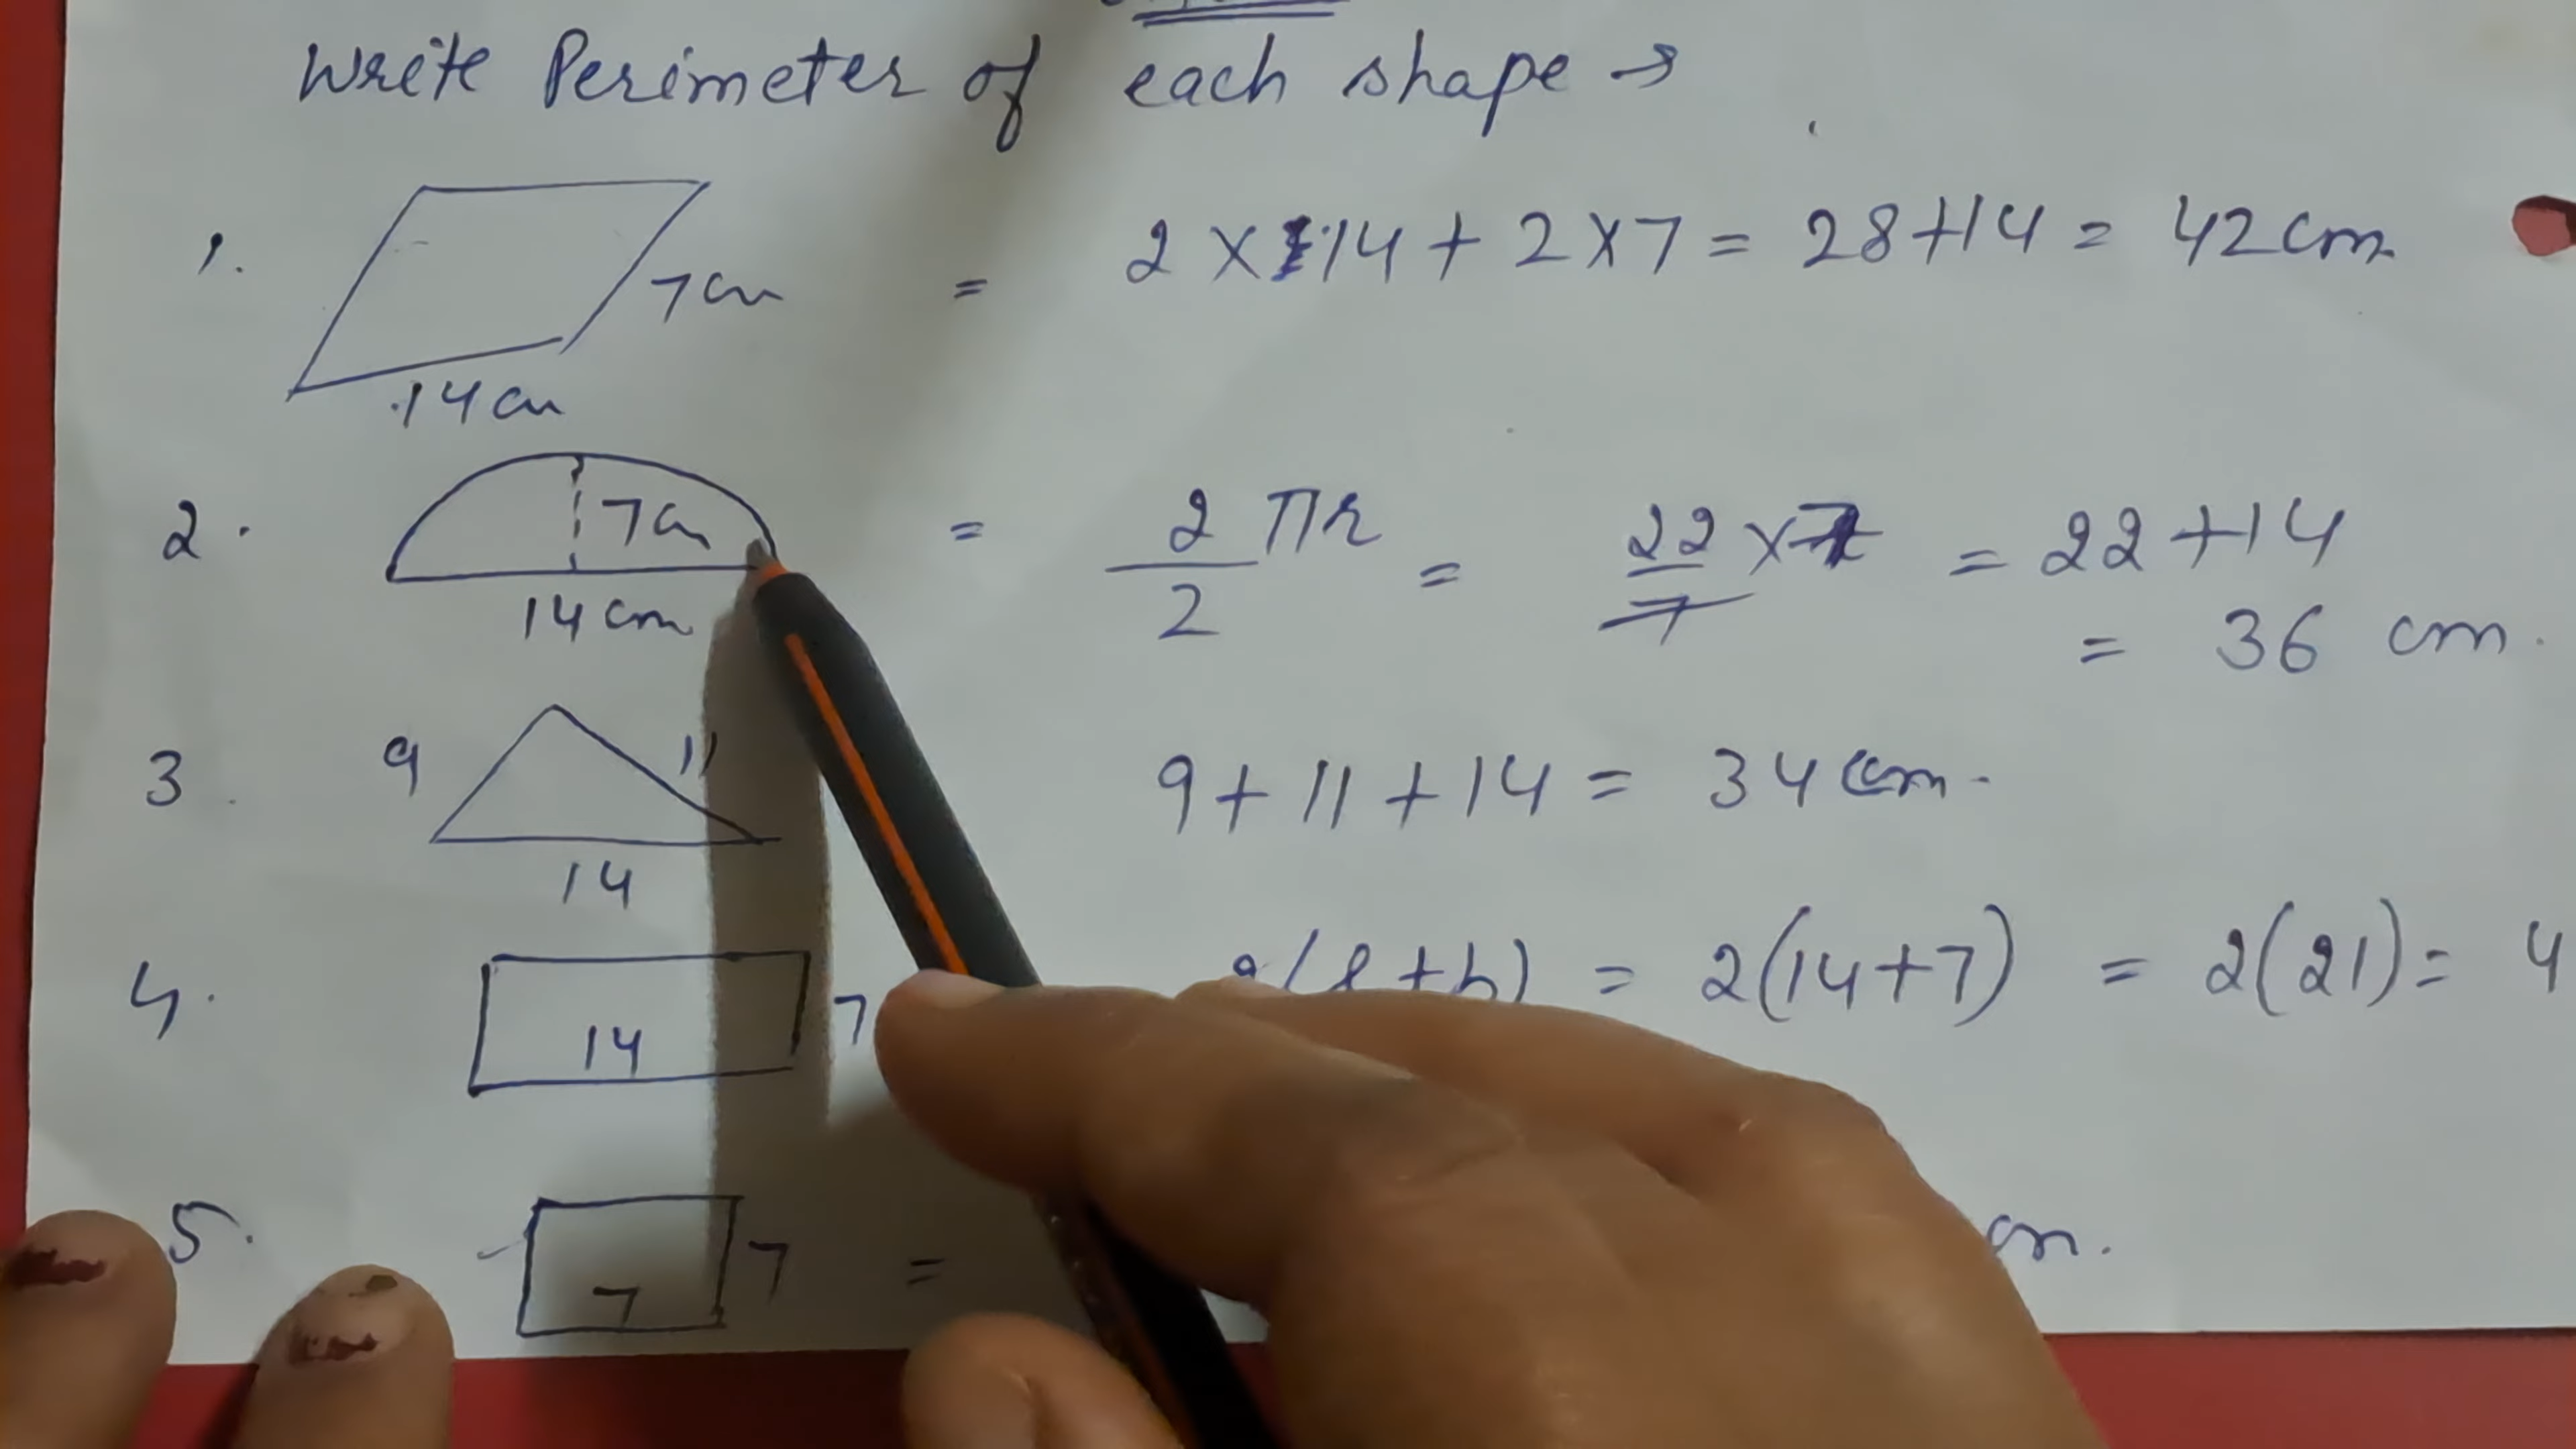 Write Perimeter of each shape →
1. 7cm = 2 x 14 + 2 x 7 = 28 + 14 = 42 cm
14 cm
2. 7cm = 2/2 πr = 22/7 x 7 = 22 + 14
14 cm = 36 cm.
3. 9 11 9 + 11 + 14 = 34 cm.
14
4. 14 7 (l + b) = 2(14+7) = 2(21) = 4
5. 7 7 = cm.